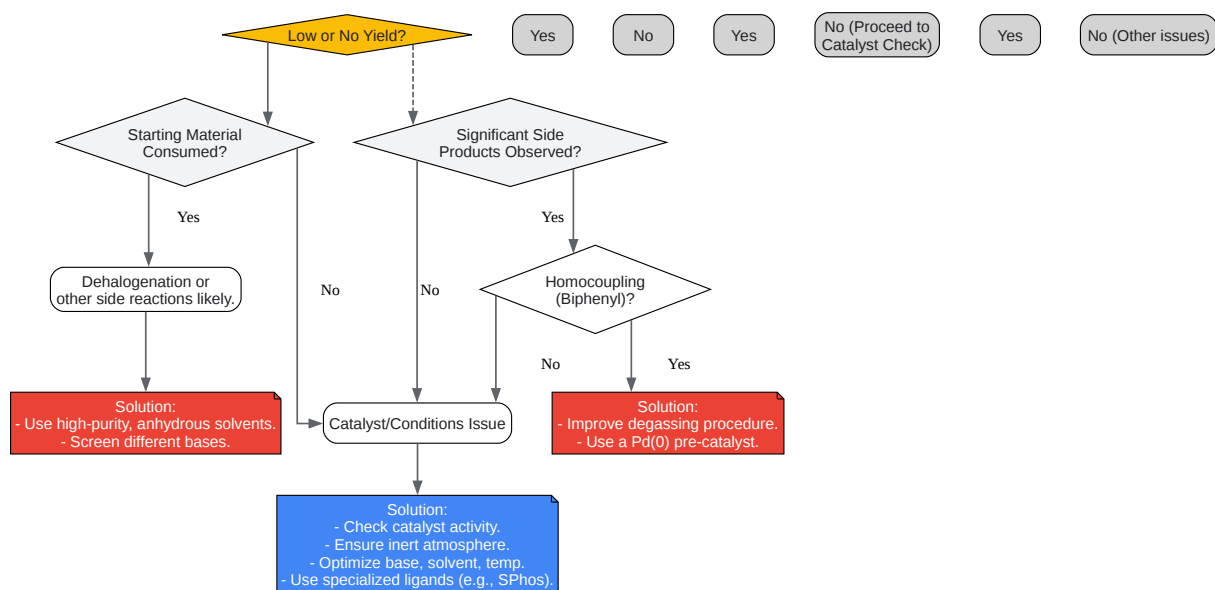 Low or No Yield?
Yes
No
Yes
No (Proceed to
Catalyst Check)
Yes
No (Other issues)
Starting Material
Consumed?
Significant Side
Products Observed?
Yes
Yes
Dehalogenation or
other side reactions likely.
No
No
Homocoupling
(Biphenyl)?
No
Yes
Solution:
- Use high-purity, anhydrous solvents.
- Screen different bases.
Catalyst/Conditions Issue
Solution:
- Improve degassing procedure.
- Use a Pd(0) pre-catalyst.
Solution:
- Check catalyst activity.
- Ensure inert atmosphere.
- Optimize base, solvent, temp.
- Use specialized ligands (e.g., SPhos).